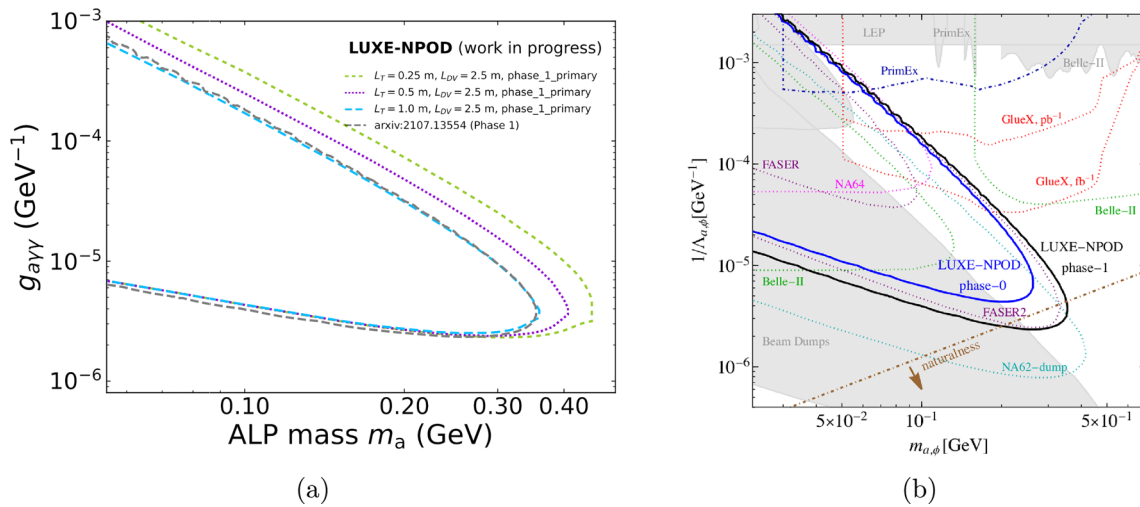 LUXE-NPOD (work in progress)
L_T = 0.25 m, L_DV = 2.5 m, phase_1_primary
L_T = 0.5 m, L_DV = 2.5 m, phase_1_primary
L_T = 1.0 m, L_DV = 2.5 m, phase_1_primary
arxiv:2107.13554 (Phase 1)
10⁻³
10⁻⁴
10⁻⁵
10⁻⁶
g_aγγ (GeV⁻¹)
0.10 0.20 0.30 0.40
ALP mass m_a (GeV)
(a)
LEP
PrimEx
Belle-II
PrimEx
GlueX, pb⁻¹
FASER
NA64
GlueX, fb⁻¹
Belle-II
LUXE-NPOD
phase-1
LUXE-NPOD
phase-0
Belle-II
FASER2
Beam Dumps
naturalness
NA62-dump
10⁻³
10⁻⁴
10⁻⁵
10⁻⁶
1/Λ_a,ϕ[GeV⁻¹]
5×10⁻² 10⁻¹ 5×10⁻¹
m_a,ϕ[GeV]
(b)